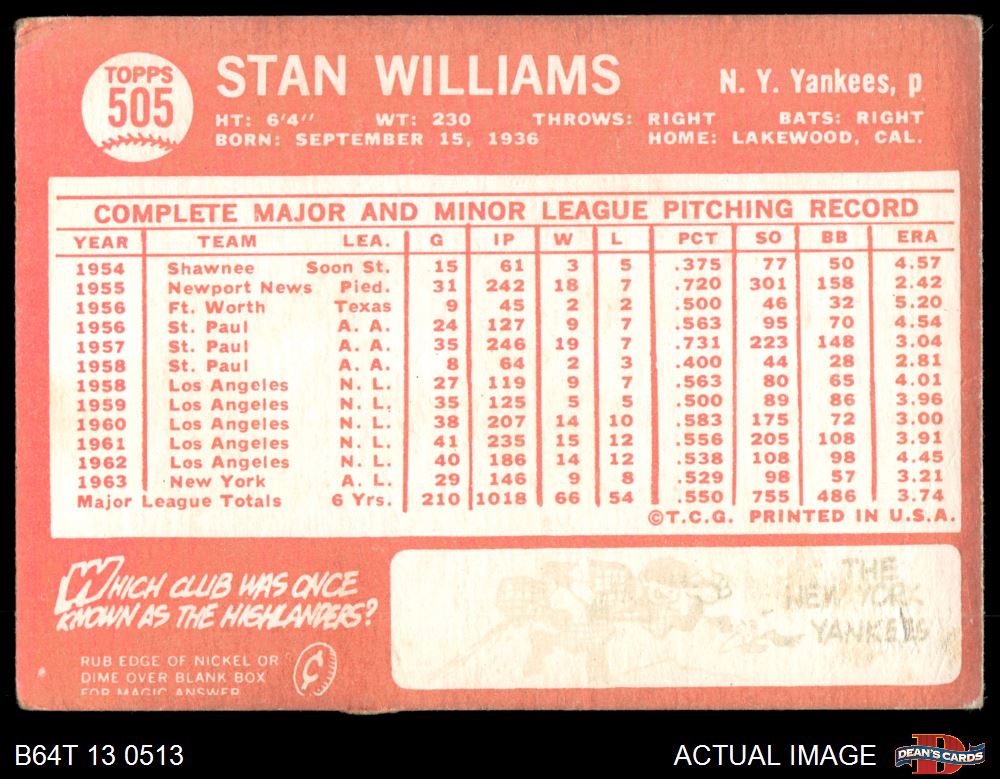 TOPPS
505
STAN WILLIAMS
N. Y. Yankees, p
HT: 6'4" WT: 230 THROWS: RIGHT BATS: RIGHT
BORN: SEPTEMBER 15, 1936 HOME: LAKEWOOD, CAL.
COMPLETE MAJOR AND MINOR LEAGUE PITCHING RECORD
YEAR TEAM LEA. G IP W L PCT SO BB ERA
1954 Shawnee Soon St. 15 61 3 5 .375 77 50 4.57
1955 Newport News Pied. 31 242 18 7 .720 301 158 2.42
1956 Ft. Worth Texas 9 45 2 2 .500 46 32 5.20
1956 St. Paul A. A. 24 127 9 7 .563 95 70 4.54
1957 St. Paul A. A. 35 246 19 7 .731 223 148 3.04
1958 St. Paul A. A. 8 64 2 3 .400 44 28 2.81
1958 Los Angeles N. L. 27 119 9 7 .563 80 65 4.01
1959 Los Angeles N. L. 35 125 5 5 .500 89 86 3.96
1960 Los Angeles N. L. 38 207 14 10 .583 175 72 3.00
1961 Los Angeles N. L. 41 235 15 12 .556 205 108 3.91
1962 Los Angeles N. L. 40 186 14 12 .538 108 98 4.45
1963 New York A. L. 29 146 9 8 .529 98 57 3.21
Major League Totals 6 Yrs. 210 1018 66 54 .550 755 486 3.74
©T.C.G. PRINTED IN U.S.A.
WHICH CLUB WAS ONCE
KNOWN AS THE HIGHLANDERS?
RUB EDGE OF NICKEL OR
DIME OVER BLANK BOX
FOR MAGIC ANSWER
THE
NEW YORK
YANKEES
B64T 13 0513
ACTUAL IMAGE
DEAN'S CARDS